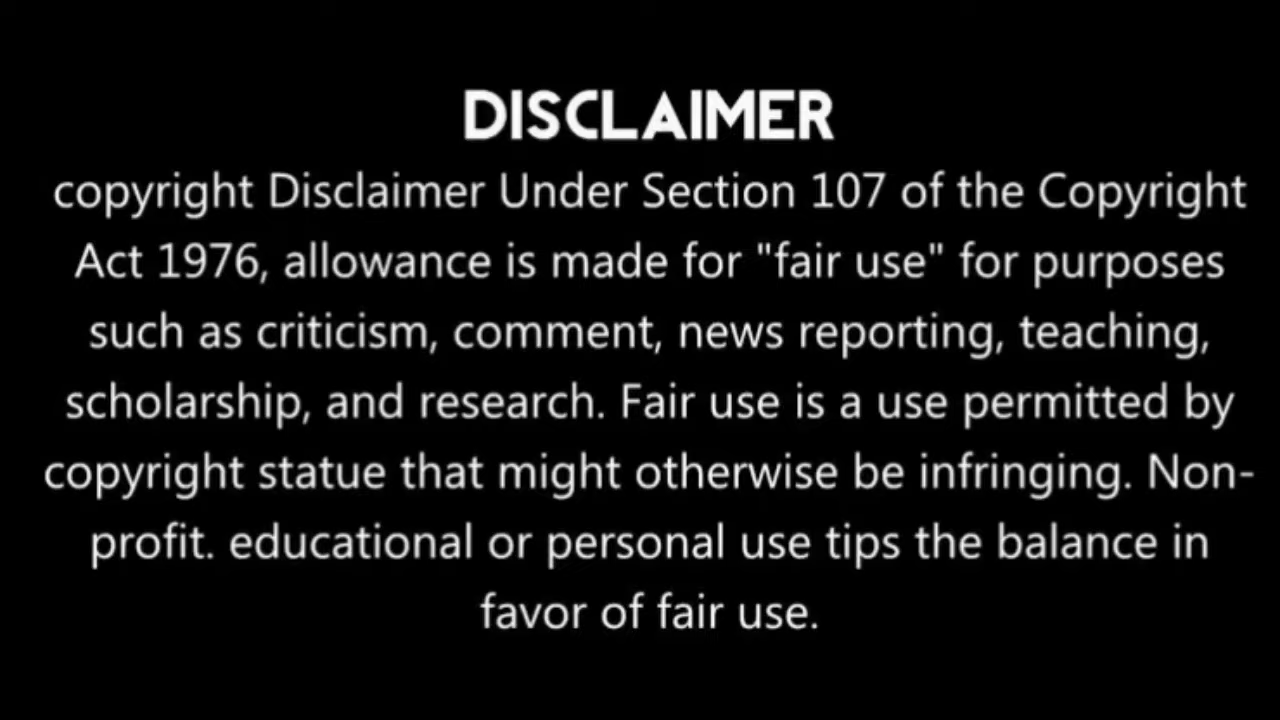 DISCLAIMER
copyright Disclaimer Under Section 107 of the Copyright
Act 1976, allowance is made for "fair use" for purposes
such as criticism, comment, news reporting, teaching,
scholarship, and research. Fair use is a use permitted by
copyright statue that might otherwise be infringing. Non-
profit. educational or personal use tips the balance in
favor of fair use.